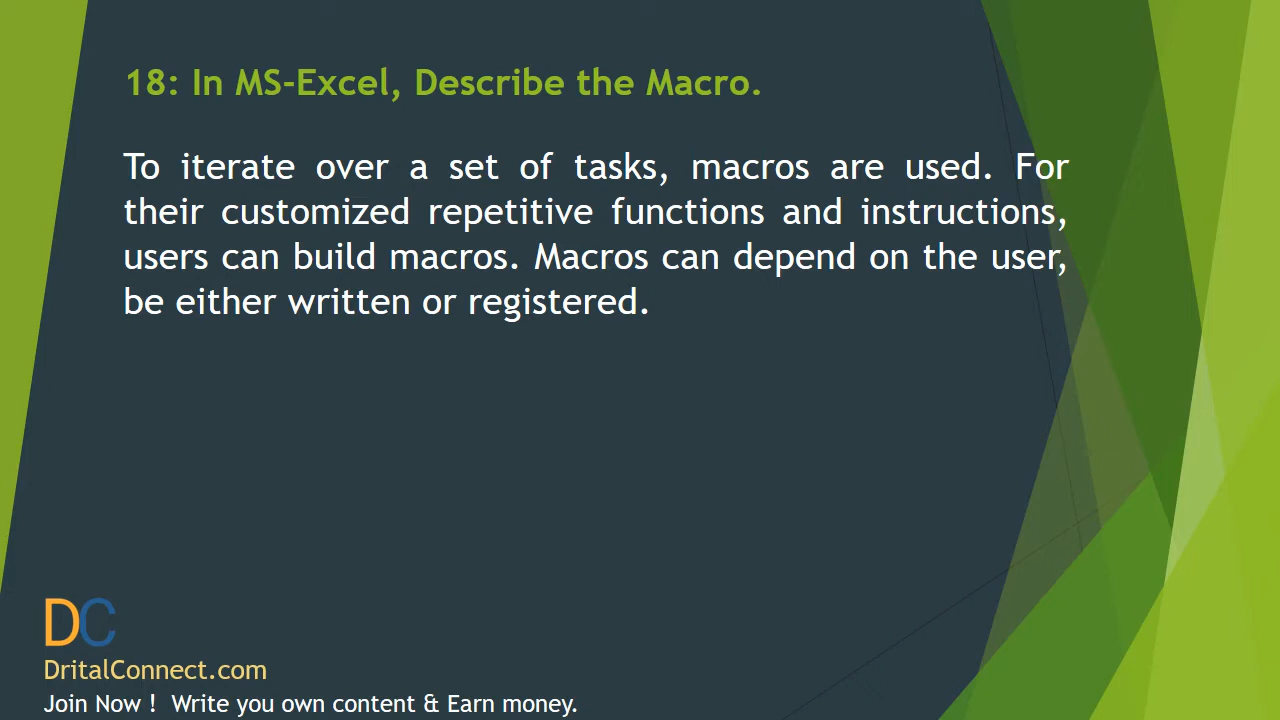 18: In MS-Excel, Describe the Macro.
To iterate over a set of tasks, macros are used. For
their customized repetitive functions and instructions,
users can build macros. Macros can depend on the user,
be either written or registered.
DC
DritalConnect.com
Join Now ! Write you own content & Earn money.